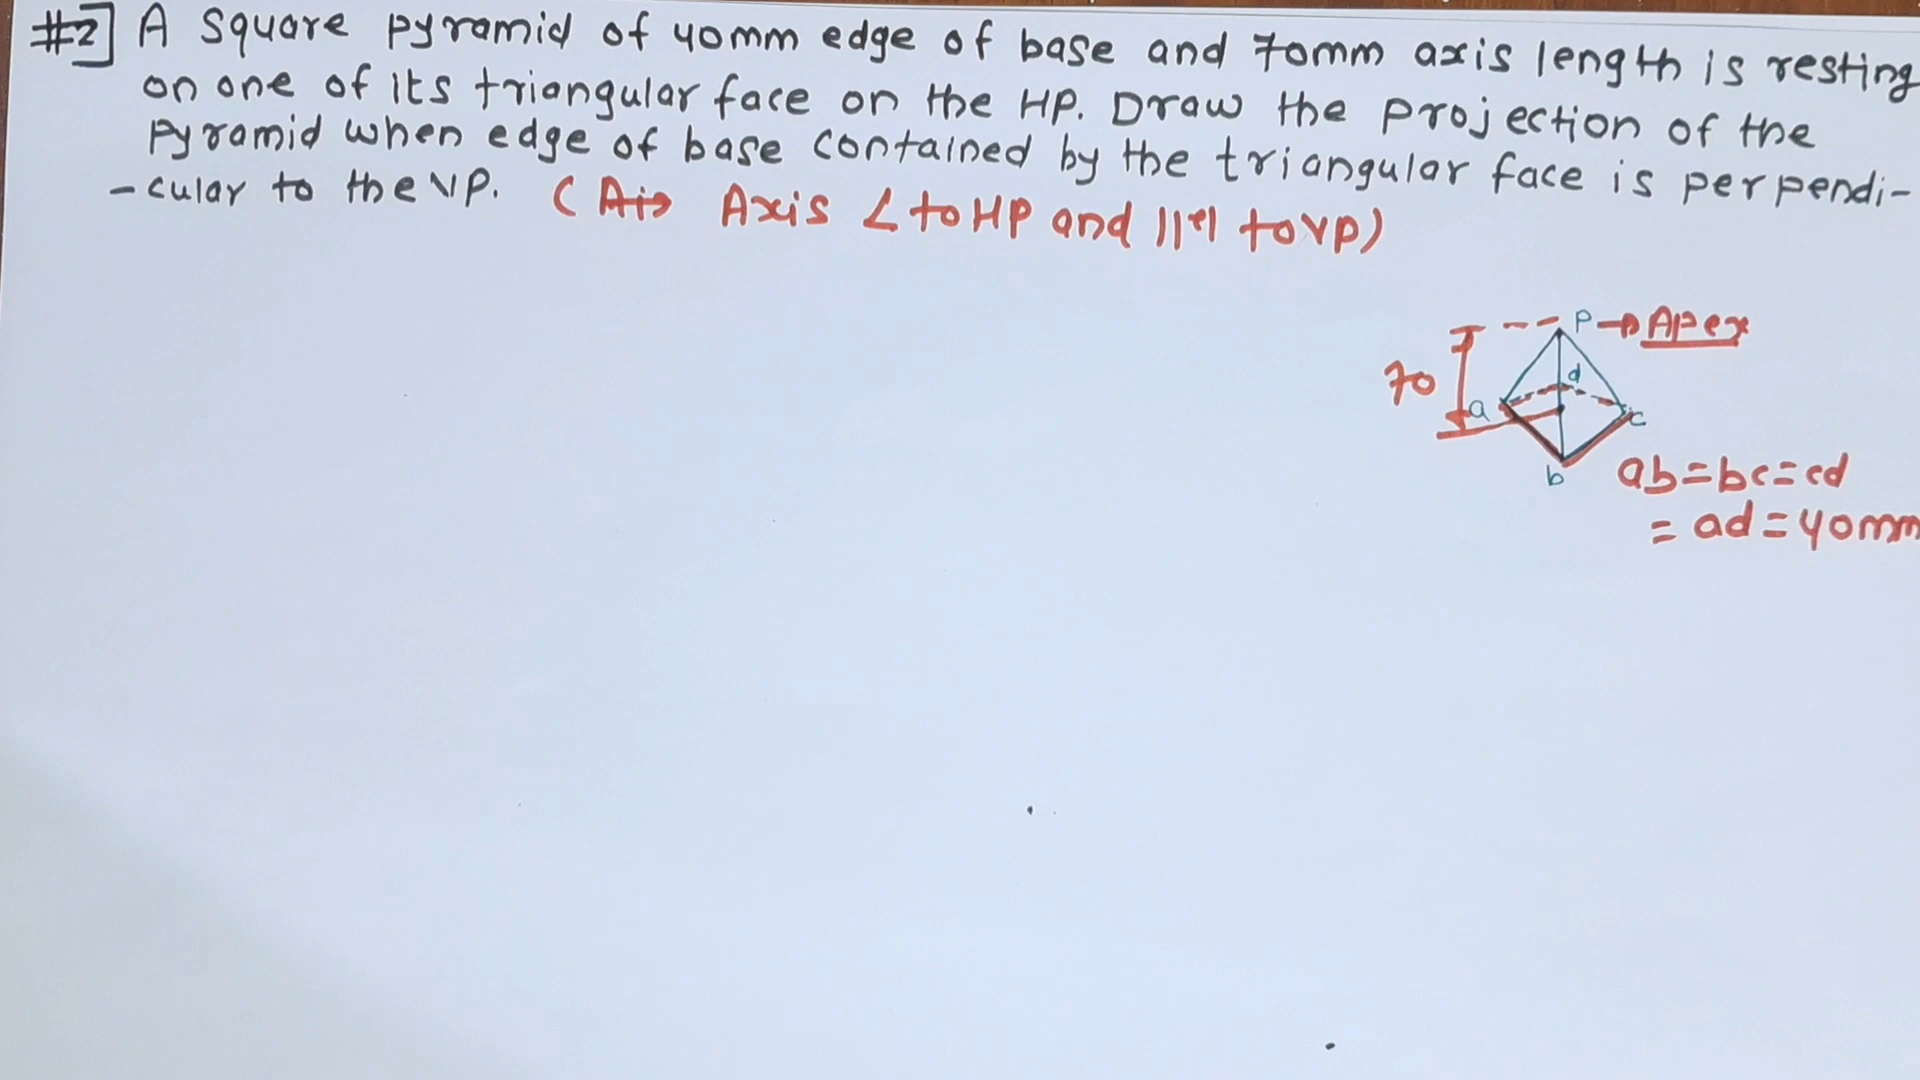 #2] A square pyramid of 40mm edge of base and 70mm axis length is resting
on one of its triangular face on the HP. Draw the projection of the
pyramid when edge of base contained by the triangular face is perpendi-
-cular to the VP. (Axis ∠ to HP and ||el to VP)
P → Apex
70
d
a
c
b
ab=bc=cd
= ad = 40mm